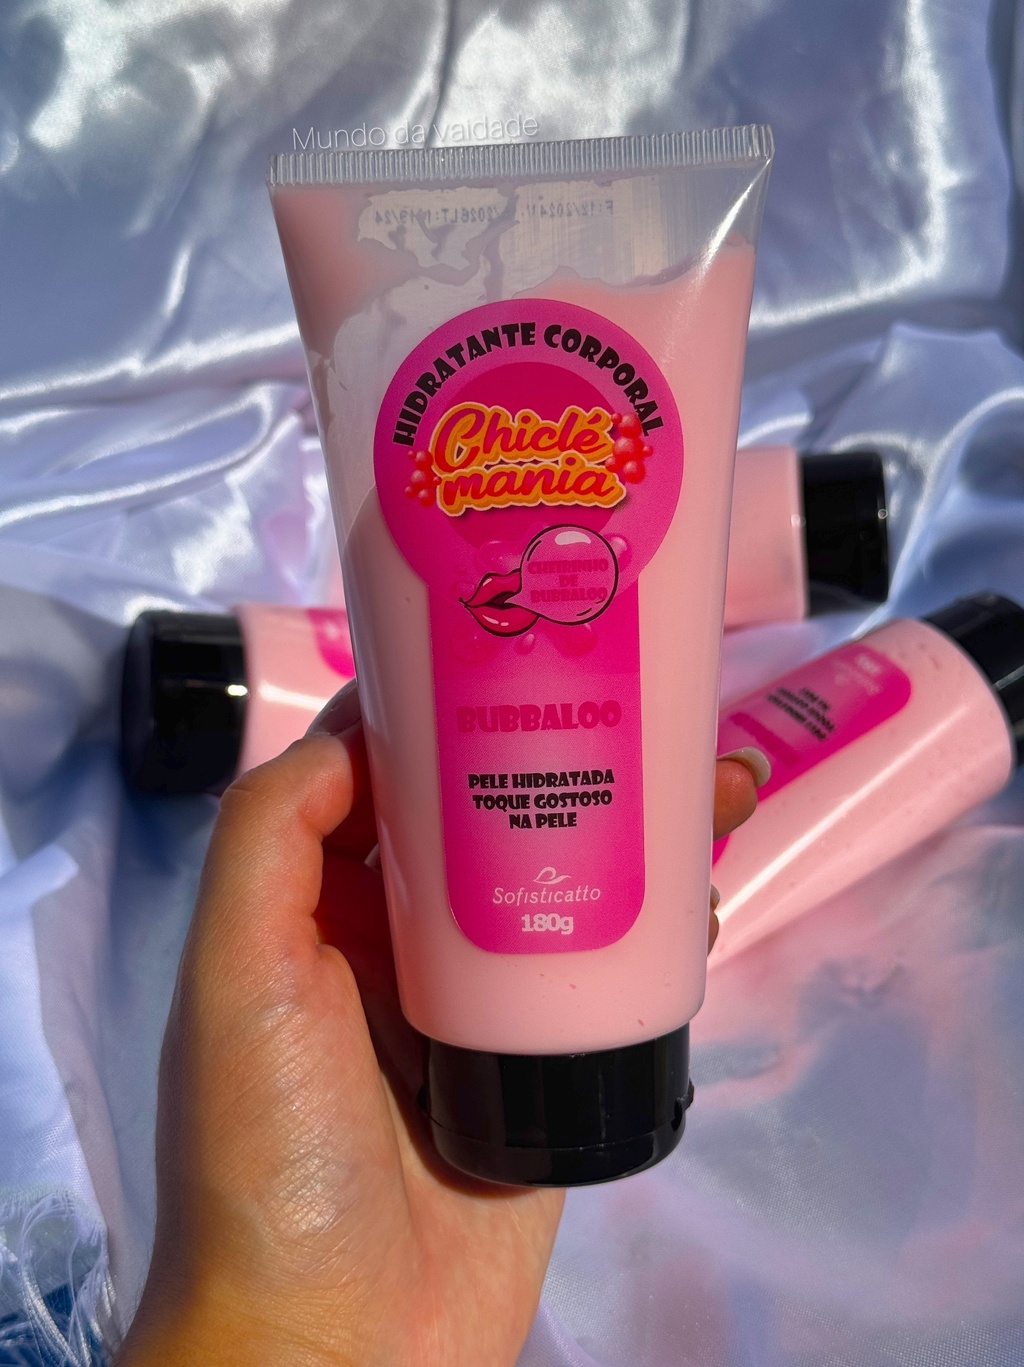 Mundo da vaidade
HIDRATANTE CORPORAL
Chiclé
mania
CHEIRINHO
DE
BUBBALOO
BUBBALOO
PELE HIDRATADA
TOQUE GOSTOSO
NA PELE
Sofisticatto
180g